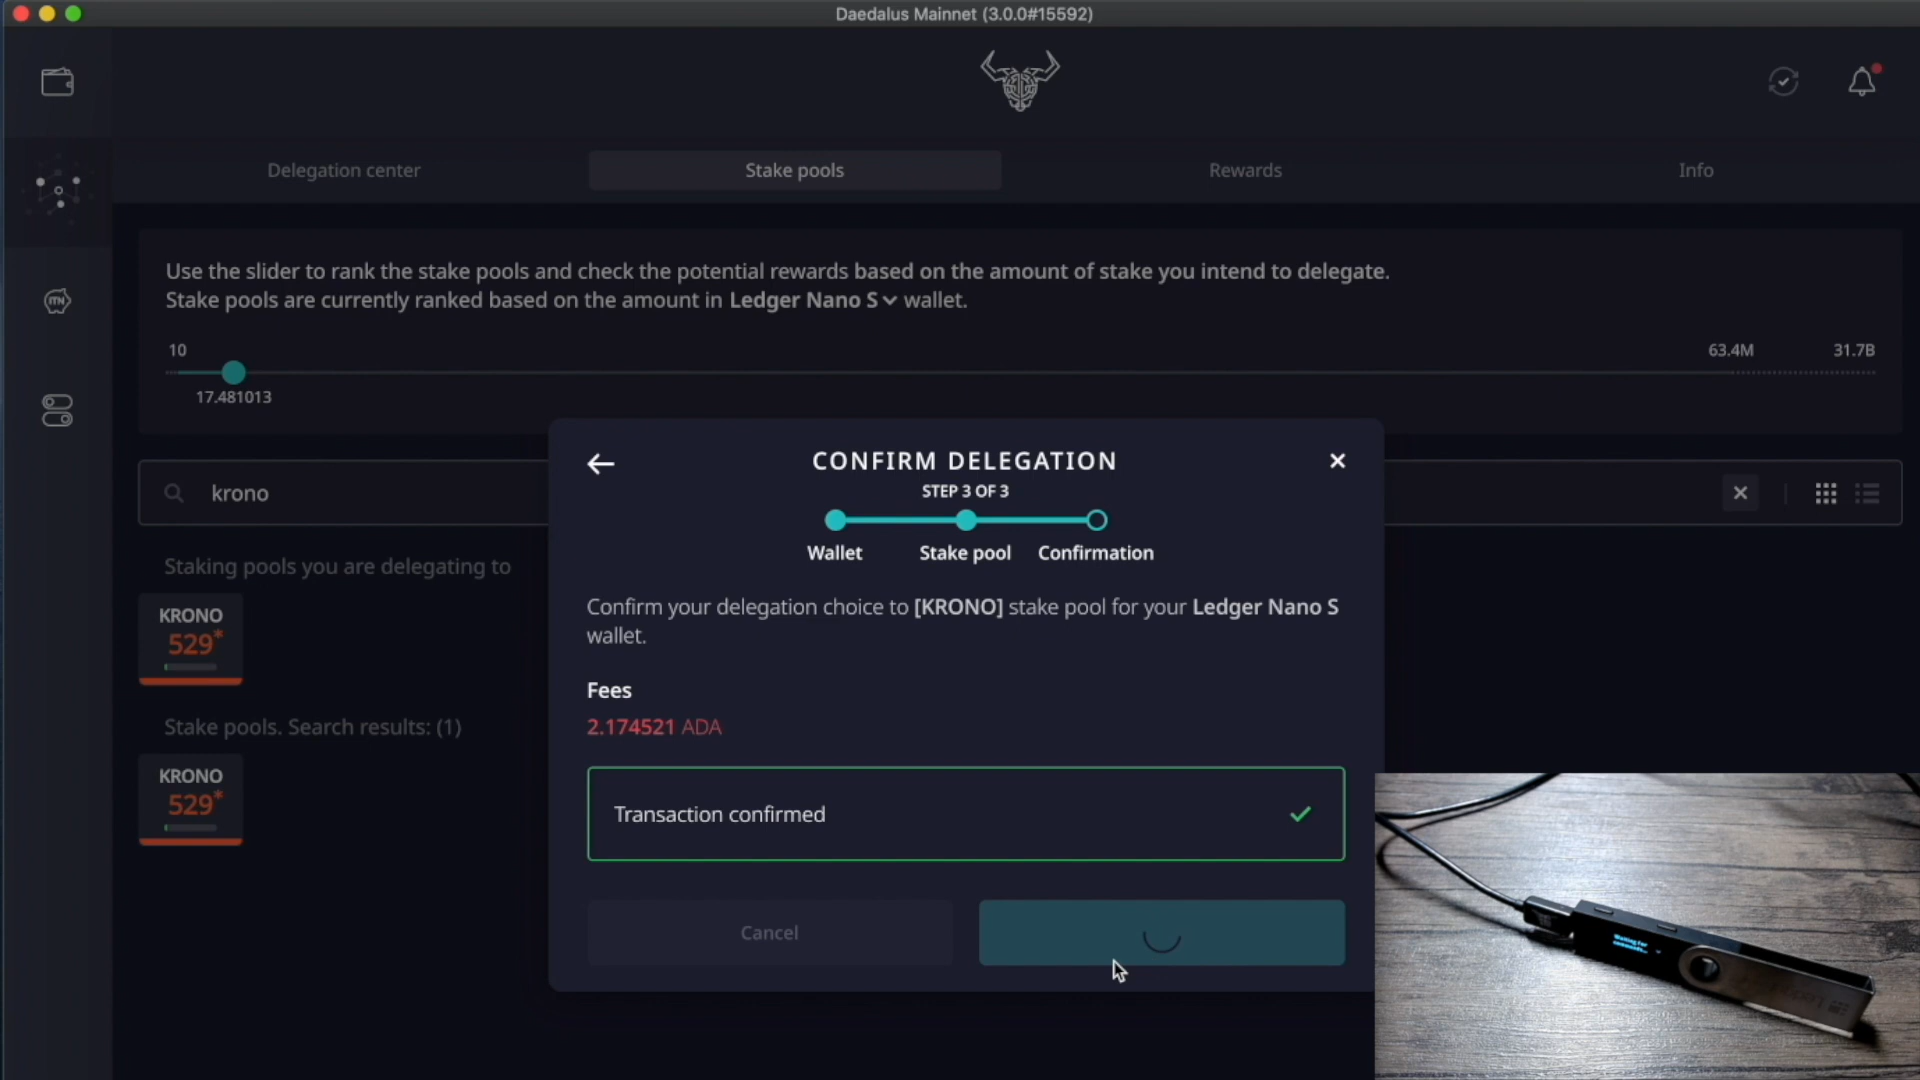 Daedalus Mainnet (3.0.0#15592)
Delegation center
Stake pools
Rewards
Info
ITN
Use the slider to rank the stake pools and check the potential rewards based on the amount of stake you intend to delegate.
Stake pools are currently ranked based on the amount in Ledger Nano S wallet.
10
63.4M
31.7B
17.481013
krono
Staking pools you are delegating to
KRONO
529*
Stake pools. Search results: (1)
KRONO
529*
CONFIRM DELEGATION
STEP 3 OF 3
Wallet
Stake pool
Confirmation
Confirm your delegation choice to [KRONO] stake pool for your Ledger Nano S
wallet.
Fees
2.174521 ADA
Transaction confirmed
Cancel
Waiting for
commands...